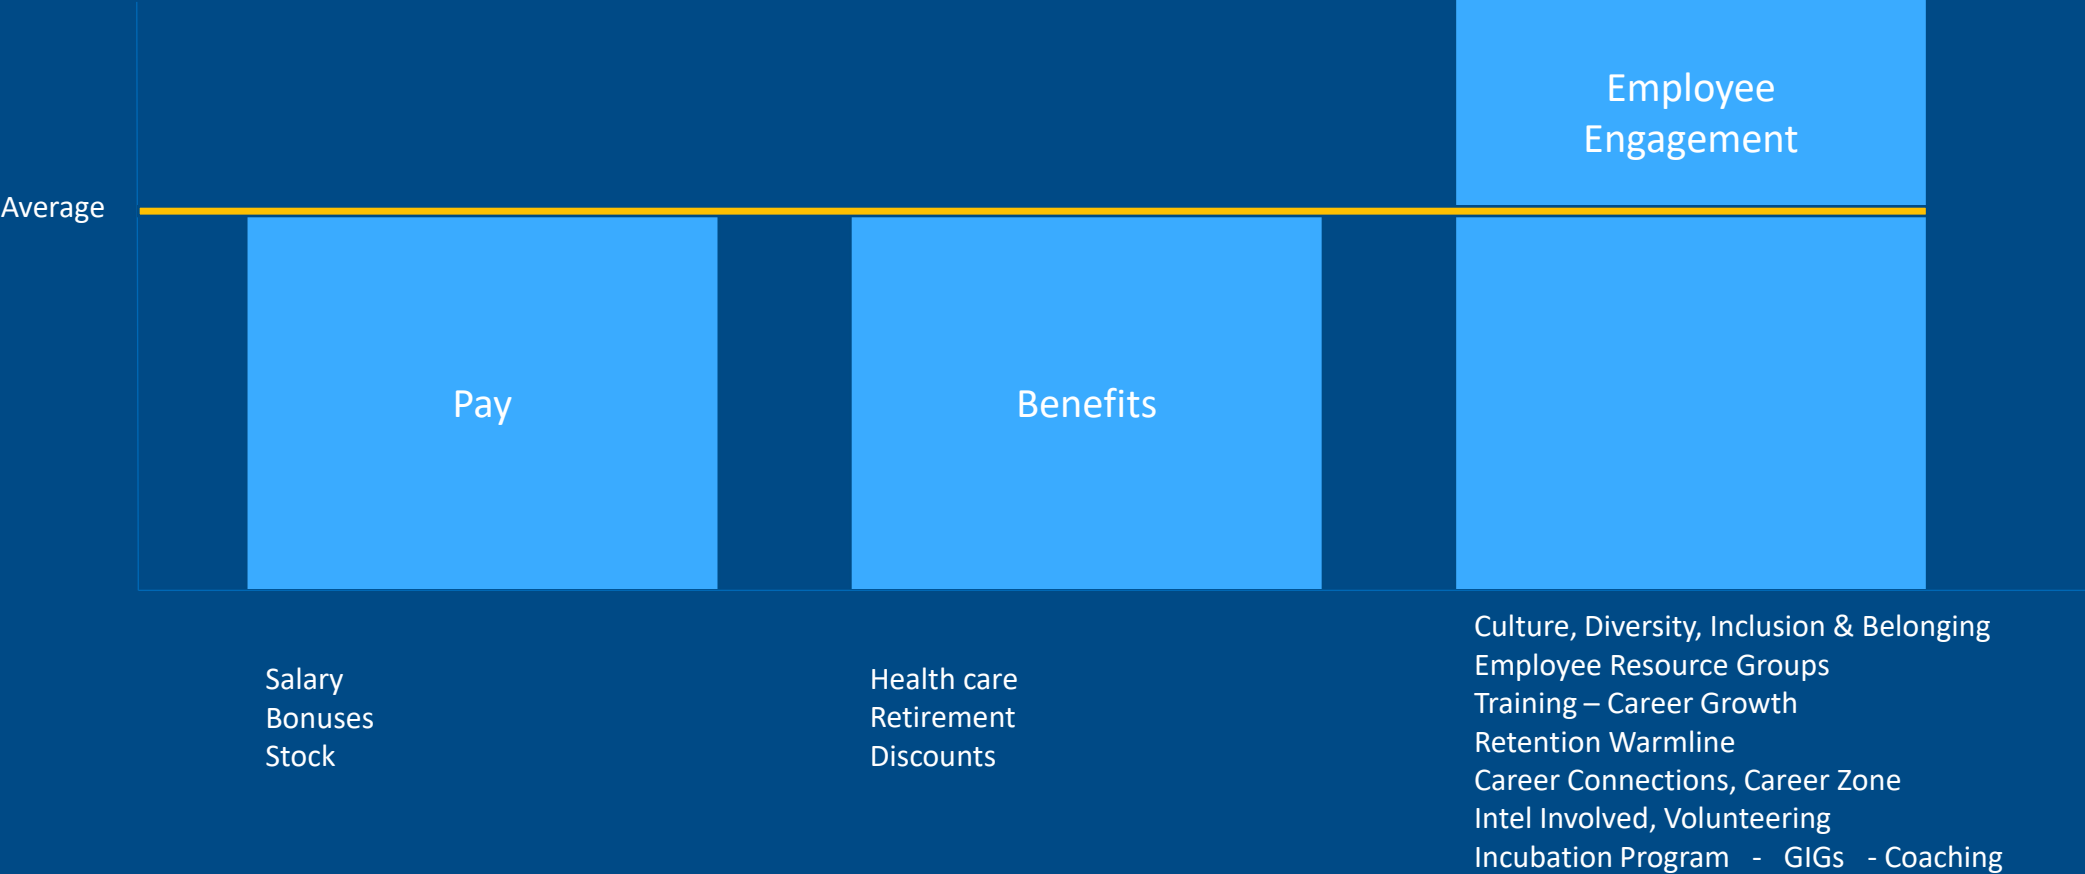 Employee
Engagement
Average
Pay
Benefits
Salary
Bonuses
Stock
Health care
Retirement
Discounts
Culture, Diversity, Inclusion & Belonging
Employee Resource Groups
Training – Career Growth
Retention Warmline
Career Connections, Career Zone
Intel Involved, Volunteering
Incubation Program - GIGs - Coaching